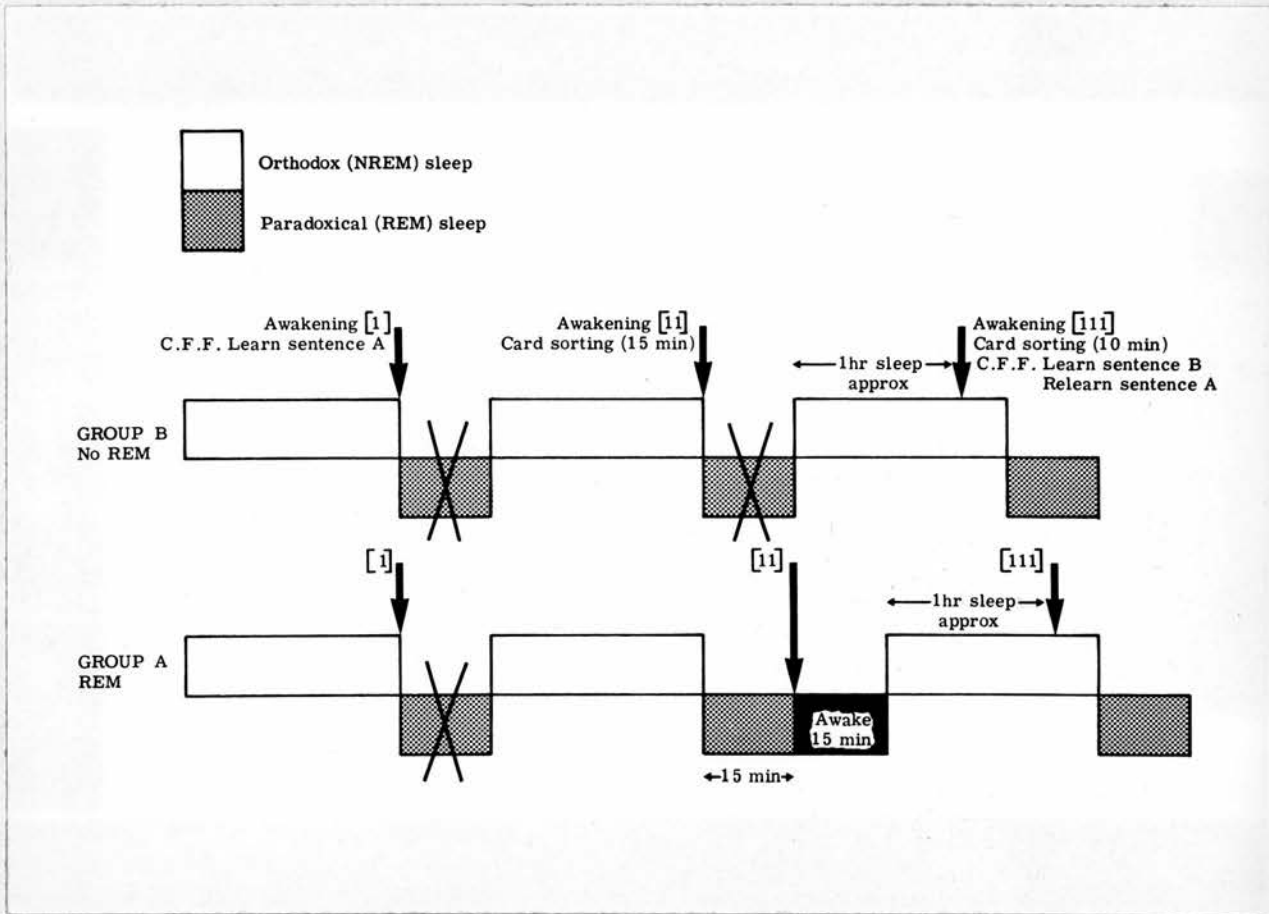 Orthodox (NREM) sleep
Paradoxical (REM) sleep
Awakening [1]
C.F.F. Learn sentence A
Awakening [11]
Card sorting (15 min)
Awakening [111]
Card sorting (10 min)
C.F.F. Learn sentence B
Relearn sentence A
1hr sleep
approx
GROUP B
No REM
[1]
[11]
[111]
1hr sleep
approx
GROUP A
REM
Awake
15 min
15 min